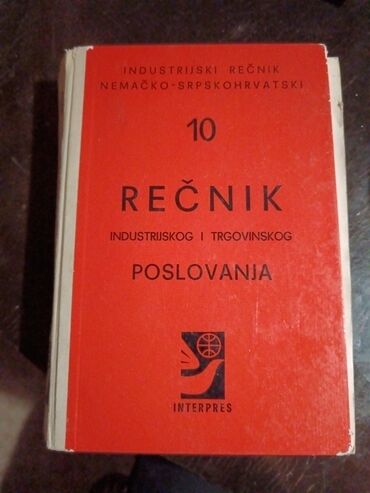 INDUSTRIJSKI REČNIK
NEMAČKO-SRPSKOHRVATSKI
10
REČNIK
INDUSTRIJSKOG I TRGOVINSKOG
POSLOVANJA
INTERPRES